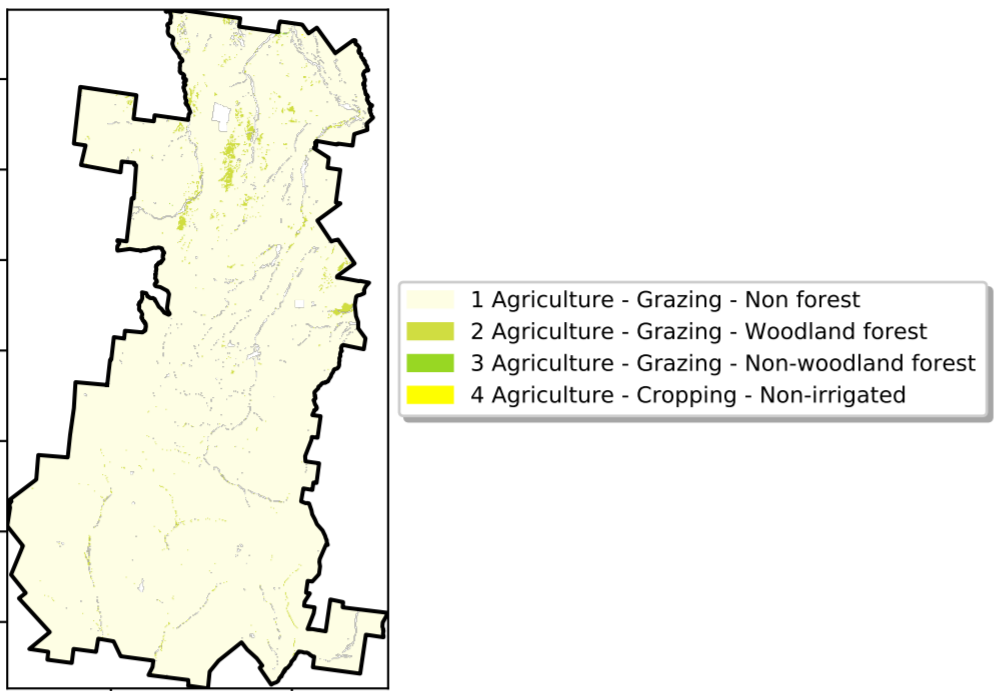 1 Agriculture - Grazing - Non forest
2 Agriculture - Grazing - Woodland forest
3 Agriculture - Grazing - Non-woodland forest
4 Agriculture - Cropping - Non-irrigated